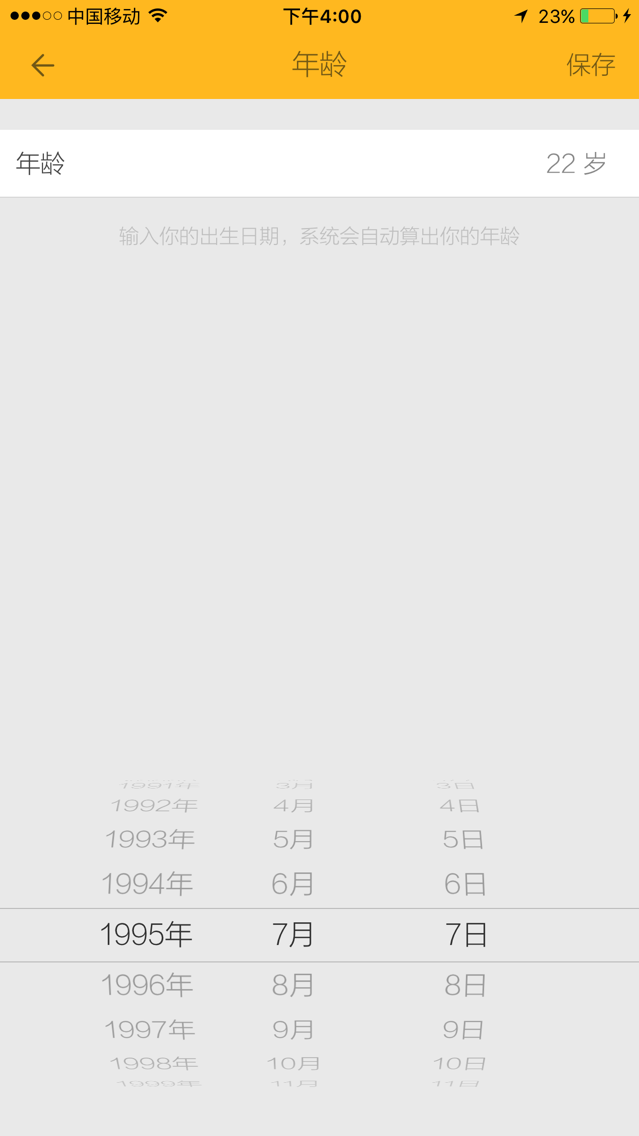 中国移动 下午4:00 23%
年龄 保存
年龄 22 岁
输入你的出生日期，系统会自动算出你的年龄
1991年 3月 3日
1992年 4月 4日
1993年 5月 5日
1994年 6月 6日
1995年 7月 7日
1996年 8月 8日
1997年 9月 9日
1998年 10月 10日
1999年 11月 11日